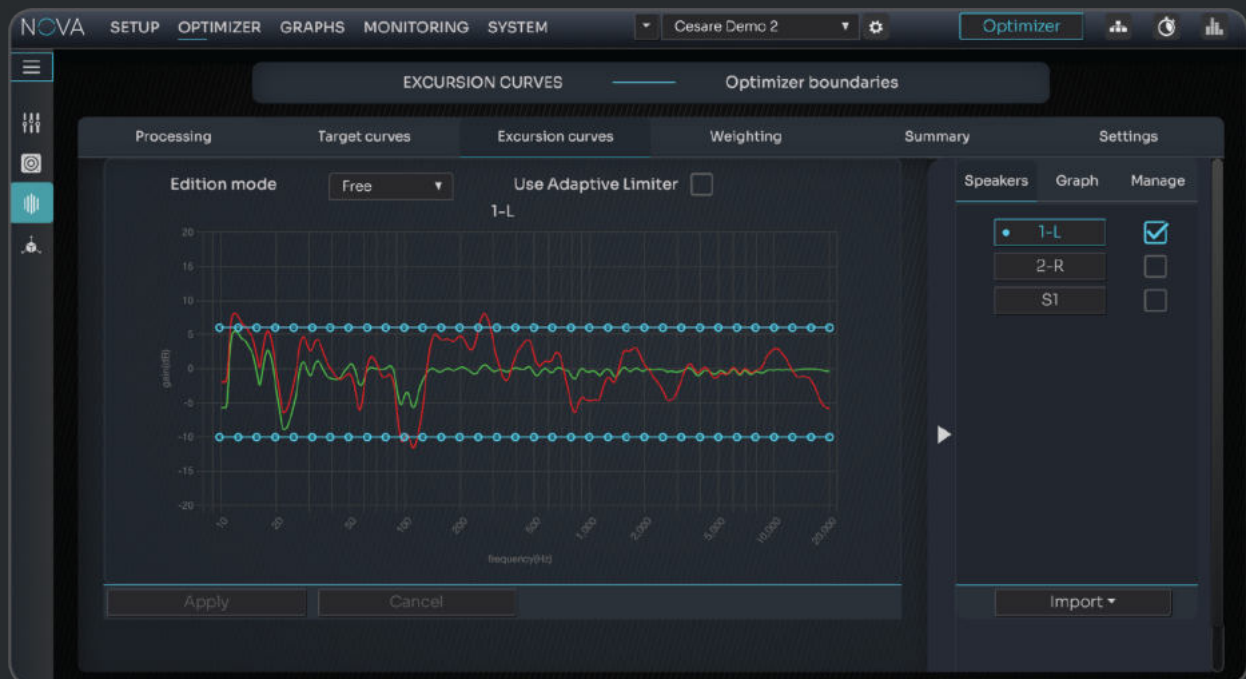 NOVA SETUP OPTIMIZER GRAPHS MONITORING SYSTEM Cesare Demo 2 Optimizer
EXCURSION CURVES Optimizer boundaries
Processing Target curves Excursion curves Weighting Summary Settings
Edition mode Free Use Adaptive Limiter
1-L
20
15
10
5
0
-5
-10
-15
-20
gain(dB)
10 20 50 100 200 500 1,000 2,000 5,000 10,000 20,000
frequency(Hz)
Apply Cancel
Speakers Graph Manage
1-L
2-R
S1
Import